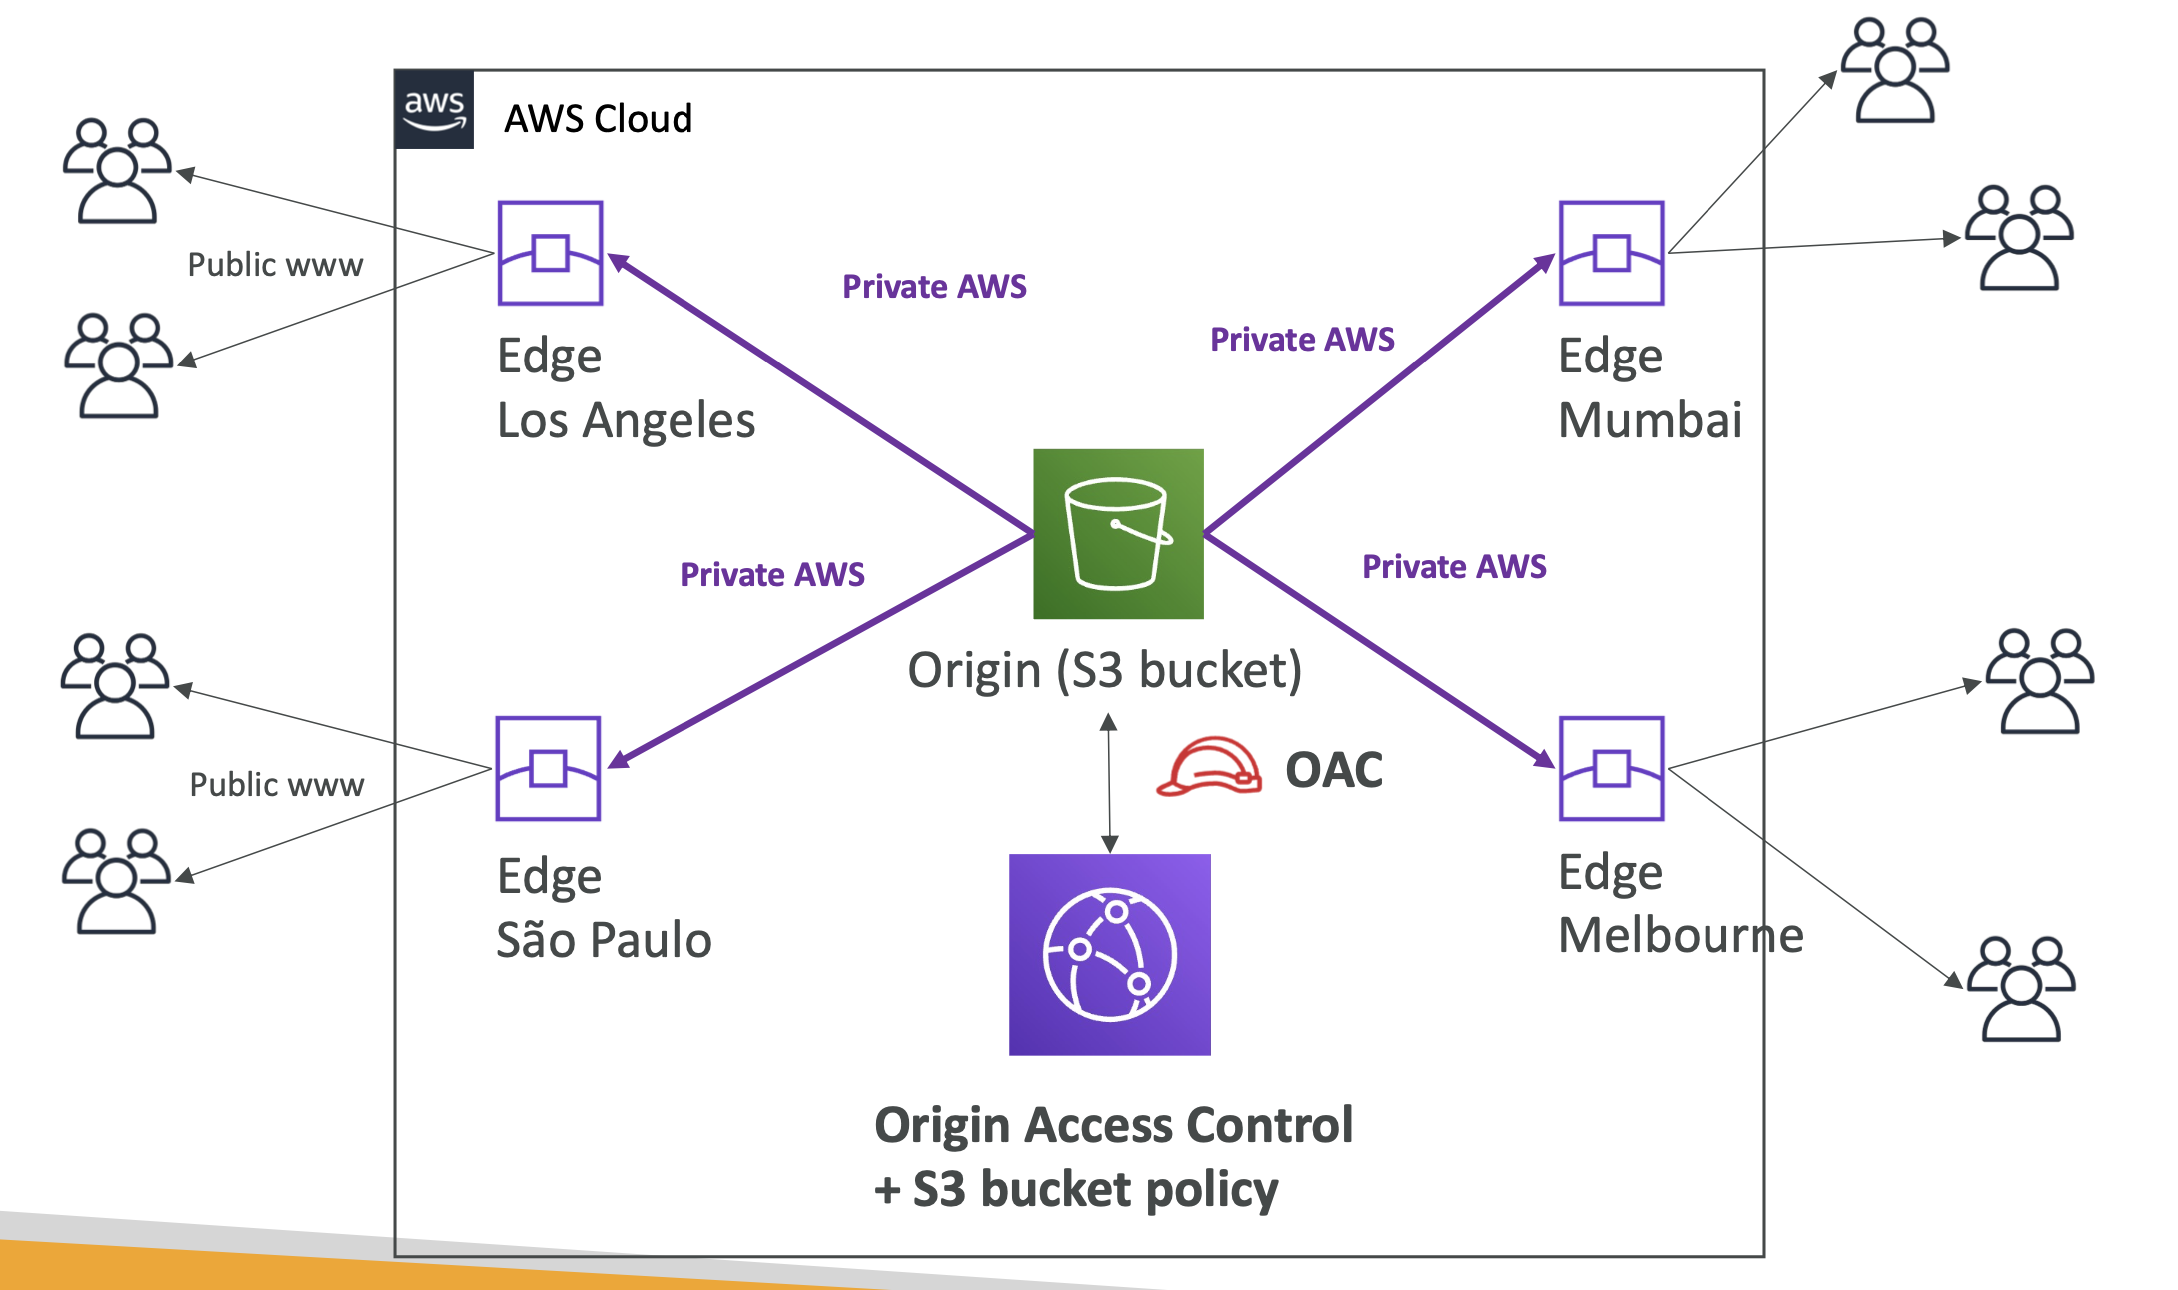 aws
AWS Cloud
Public www
Edge
Los Angeles
Private AWS
Private AWS
Edge
Mumbai
Private AWS
Private AWS
Origin (S3 bucket)
OAC
Public www
Edge
São Paulo
Edge
Melbourne
Origin Access Control
+ S3 bucket policy